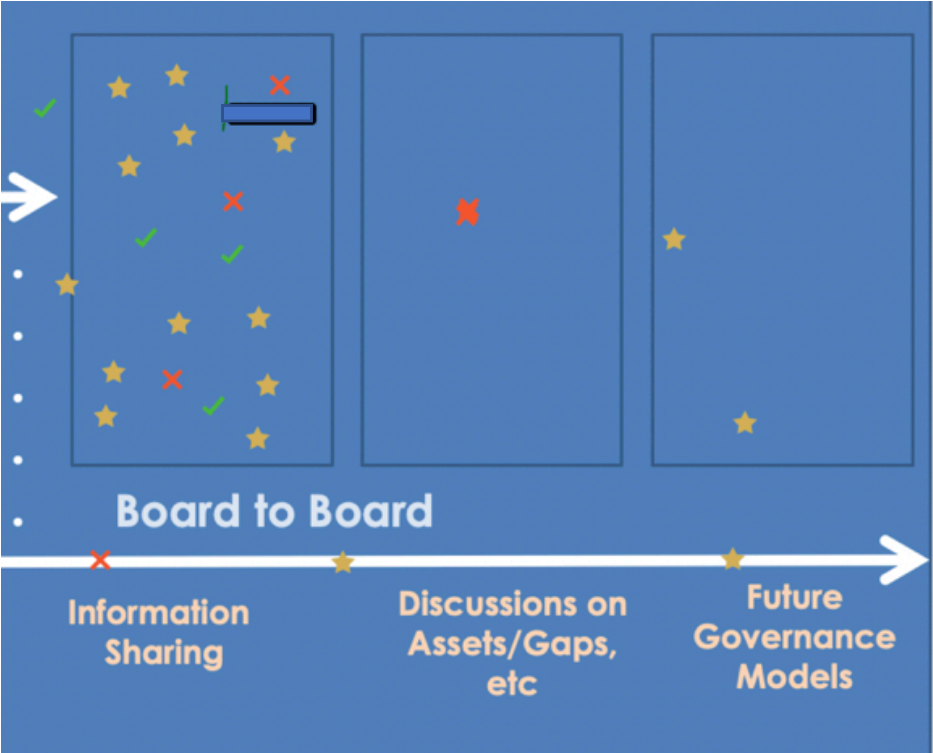 Board to Board
Information
Sharing
Discussions on
Assets/Gaps,
etc
Future
Governance
Models